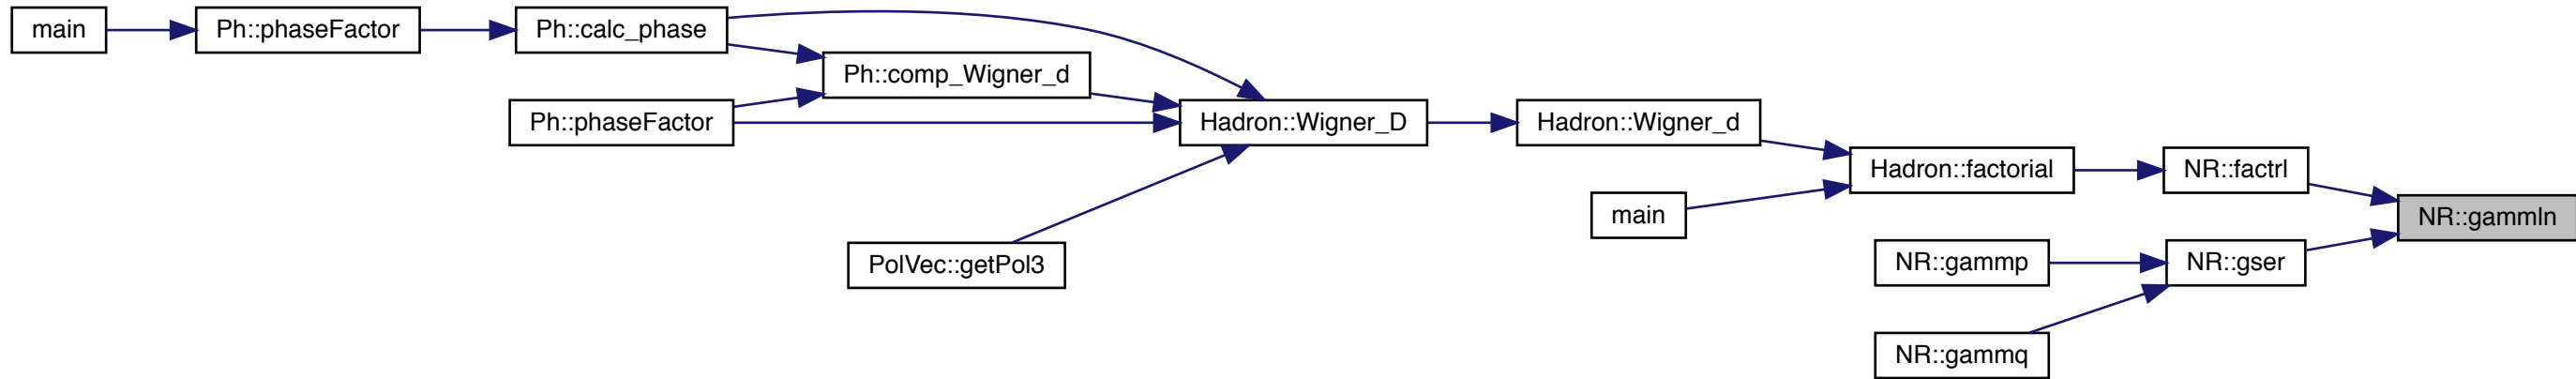 main
Ph::phaseFactor
Ph::calc_phase
Ph::comp_Wigner_d
Ph::phaseFactor
Hadron::Wigner_D
Hadron::Wigner_d
PolVec::getPol3
Hadron::factorial
main
NR::factrl
NR::gammln
NR::gammp
NR::gser
NR::gammq